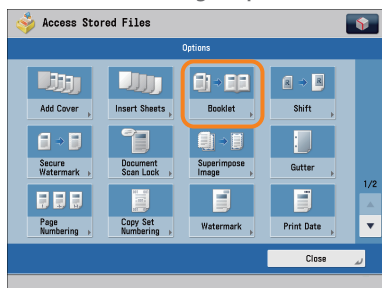 Access Stored Files
Options
Add Cover
Insert Sheets
Booklet
Shift
Secure
Watermark
Document
Scan Lock
Superimpose
Image
Gutter
1/2
Page
Numbering
Copy Set
Numbering
Watermark
Print Date
Close